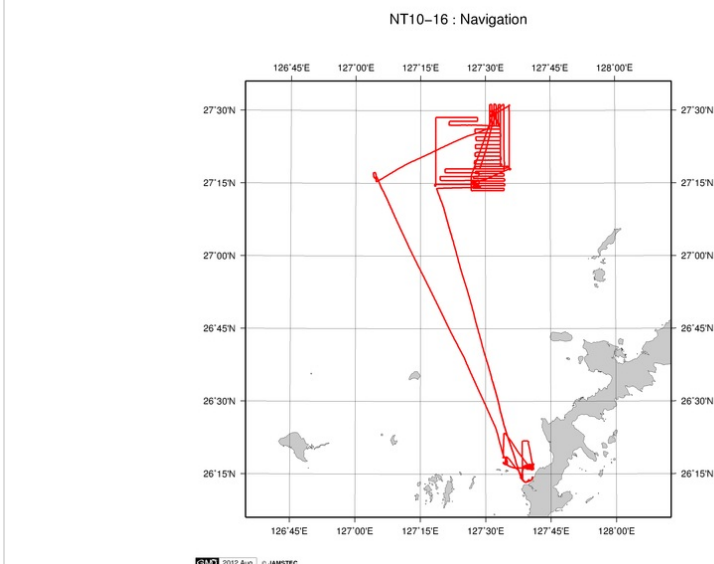 NT10−16 : Navigation
126˚45'E 127˚00'E 127˚15'E 127˚30'E 127˚45'E 128˚00'E
27˚30'N 27˚30'N
27˚15'N 27˚15'N
27˚00'N 27˚00'N
26˚45'N 26˚45'N
26˚30'N 26˚30'N
26˚15'N 26˚15'N
126˚45'E 127˚00'E 127˚15'E 127˚30'E 127˚45'E 128˚00'E
GMD 2012 Aug © JAMSTEC